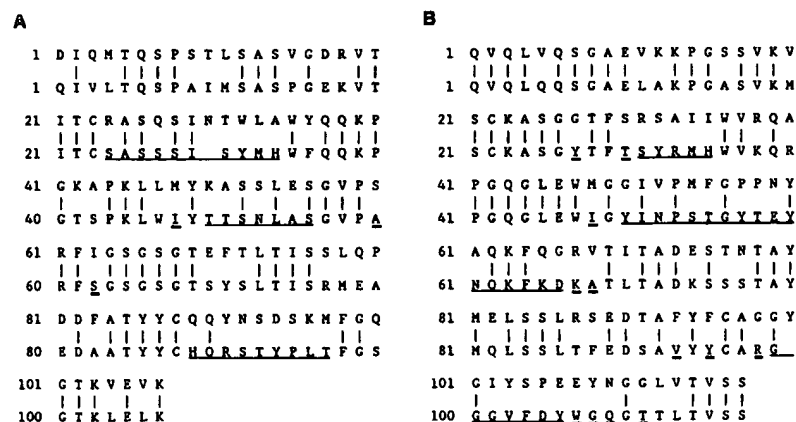 A
1 D I Q M T Q S P S T L S A S V G D R V T
1 Q I V L T Q S P A I M S A S P G E K V T
21 I T C R A S Q S I N T W L A W Y Q Q K P
21 I T C S A S S S I S Y M H W F Q Q K P
41 G K A P K L L M Y K A S S L E S G V P S
40 G T S P K L W I Y T T S N L A S G V P A
61 R F I G S G S G T E F T L T I S S L Q P
60 R F S G S G S G T S Y S L T I S R M E A
81 D D F A T Y Y C Q Q Y N S D S K M F G Q
80 E D A A T Y Y C H Q R S T Y P L T F G S
101 G T K V E V K
100 G T K L E L K
B
1 Q V Q L V Q S G A E V K K P G S S V K V
1 Q V Q L Q Q S G A E L A K P G A S V K M
21 S C K A S G G T F S R S A I I W V R Q A
21 S C K A S G Y T F T S Y R M H W V K Q R
41 P G Q G L E W M G G I V P M F G P P N Y
41 P G Q G L E W I G Y I N P S T G Y T E Y
61 A Q K F Q G R V T I T A D E S T N T A Y
61 N Q K F K D K A T L T A D K S S S T A Y
81 M E L S S L R S E D T A F Y F C A G G Y
81 M Q L S S L T F E D S A V Y Y C A R G
101 G I Y S P E E Y N G G L V T V S S
100 G G V F D Y W G Q G T T L T V S S